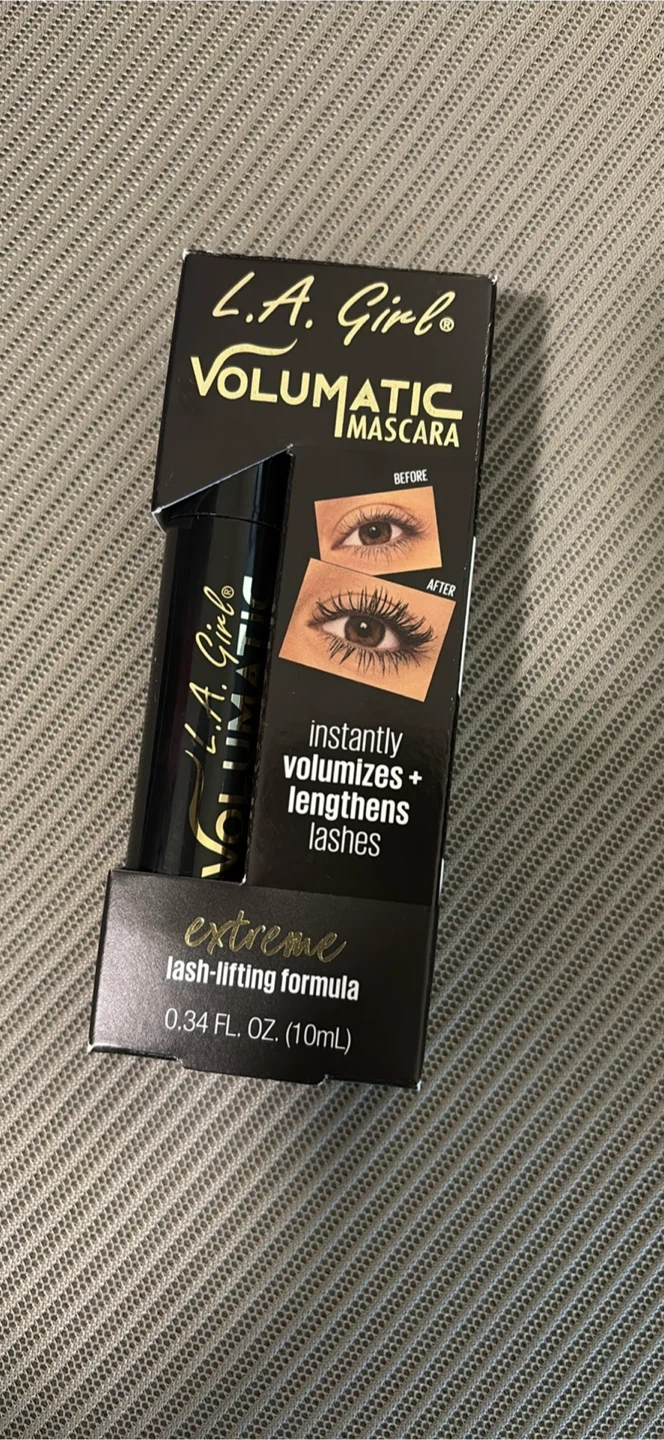 L.A. Girl®
VOLUMATIC
MASCARA
BEFORE
AFTER
L.A. Girl®
VOLUMATIC
instantly
volumizes +
lengthens
lashes
extreme
lash-lifting formula
0.34 FL. OZ. (10mL)